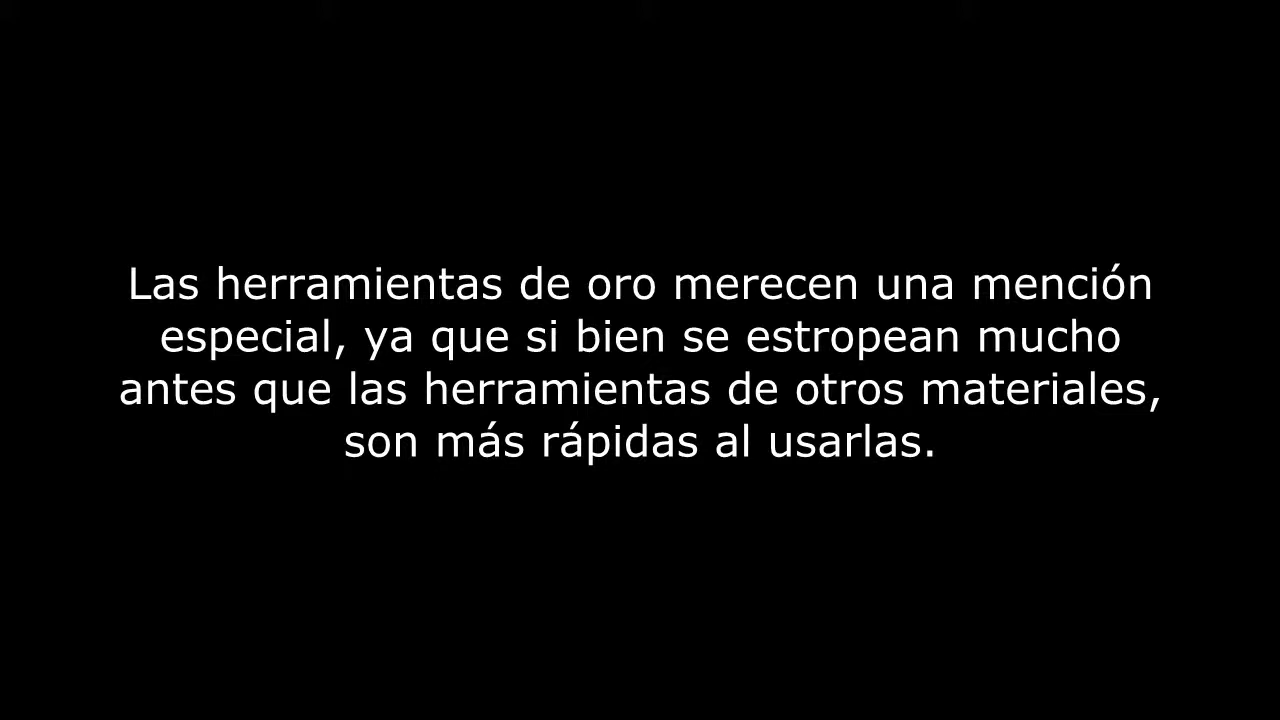 Las herramientas de oro merecen una mención
especial, ya que si bien se estropean mucho
antes que las herramientas de otros materiales,
son más rápidas al usarlas.